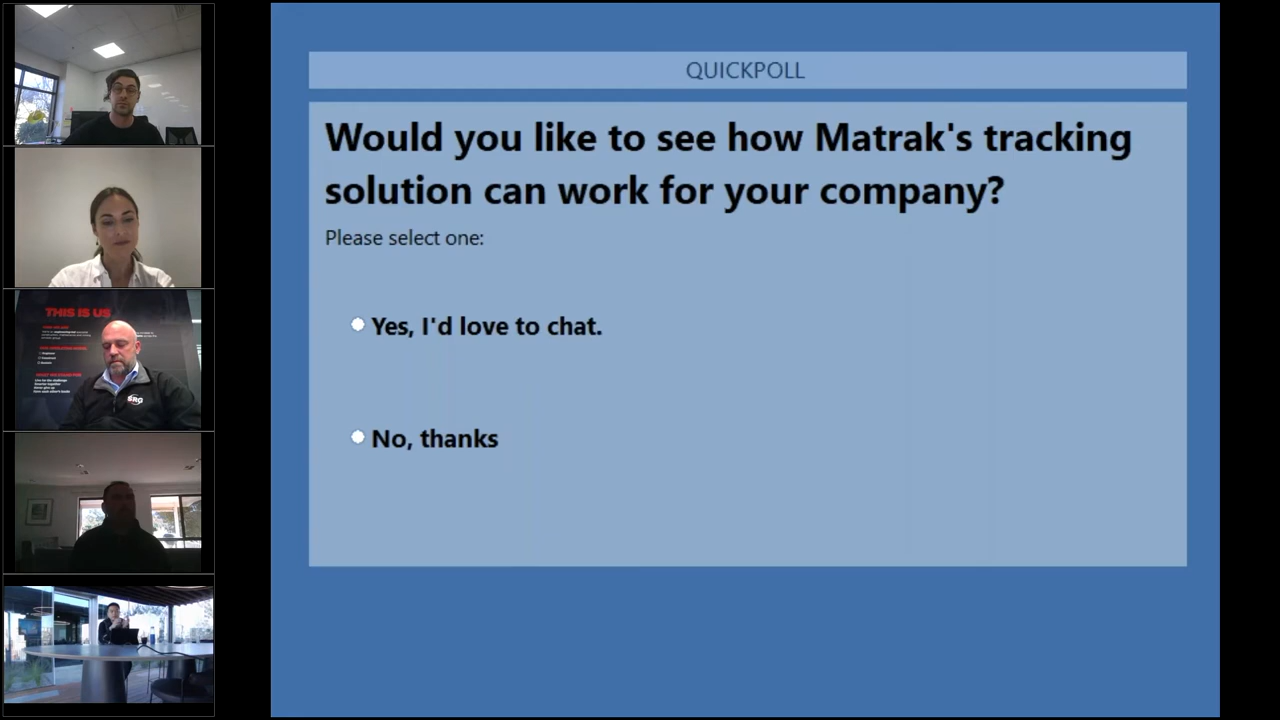 QUICKPOLL
Would you like to see how Matrak's tracking
solution can work for your company?
Please select one:
Yes, I'd love to chat.
No, thanks
THIS IS US
SRG